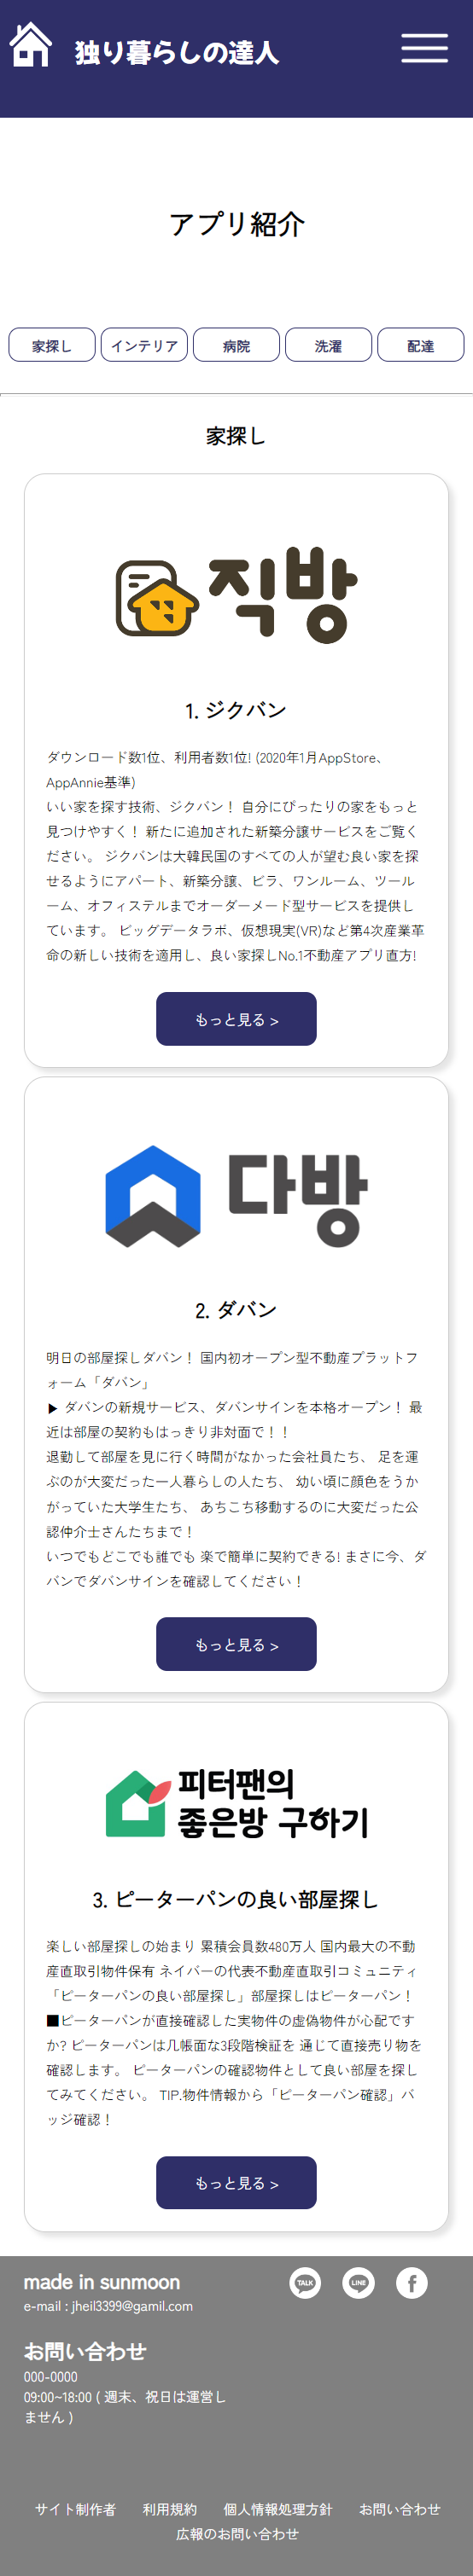 独り暮らしの達人
アプリ紹介
家探し インテリア 病院 洗濯 配達
家探し
직방
1. ジクバン
ダウンロード数1位、利用者数1位! (2020年1月AppStore、
AppAnnie基準)
いい家を探す技術、ジクバン！ 自分にぴったりの家をもっと
見つけやすく！ 新たに追加された新築分譲サービスをご覧く
ださい。 ジクバンは大韓民国のすべての人が望む良い家を探
せるようにアパート、新築分譲、ビラ、ワンルーム、ツール
ーム、オフィステルまでオーダーメード型サービスを提供し
ています。 ビッグデータラボ、仮想現実(VR)など第4次産業革
命の新しい技術を適用し、良い家探しNo.1不動産アプリ直方!
もっと見る >
다방
2. ダバン
明日の部屋探しダバン！ 国内初オープン型不動産プラットフ
ォーム「ダバン」
▶ ダバンの新規サービス、ダバンサインを本格オープン！ 最
近は部屋の契約もはっきり非対面で！！
退勤して部屋を見に行く時間がなかった会社員たち、 足を運
ぶのが大変だった一人暮らしの人たち、 幼い頃に顔色をうか
がっていた大学生たち、 あちこち移動するのに大変だった公
認仲介士さんたちまで！
いつでもどこでも誰でも 楽で簡単に契約できる! まさに今、ダ
バンでダバンサインを確認してください！
もっと見る >
피터팬의
좋은방 구하기
3. ピーターパンの良い部屋探し
楽しい部屋探しの始まり 累積会員数480万人 国内最大の不動
産直取引物件保有 ネイバーの代表不動産直取引コミュニティ
「ピーターパンの良い部屋探し」部屋探しはピーターパン！
■ピーターパンが直接確認した実物件の虚偽物件が心配です
か? ピーターパンは几帳面な3段階検証を 通じて直接売り物を
確認します。 ピーターパンの確認物件として良い部屋を探し
てみてください。 TIP.物件情報から「ピーターパン確認」バ
ッジ確認！
もっと見る >
made in sunmoon
TALK LINE f
e-mail : jheil3399@gamil.com
お問い合わせ
000-0000
09:00~18:00 ( 週末、祝日は運営し
ません )
サイト制作者 利用規約 個人情報処理方針 お問い合わせ
広報のお問い合わせ